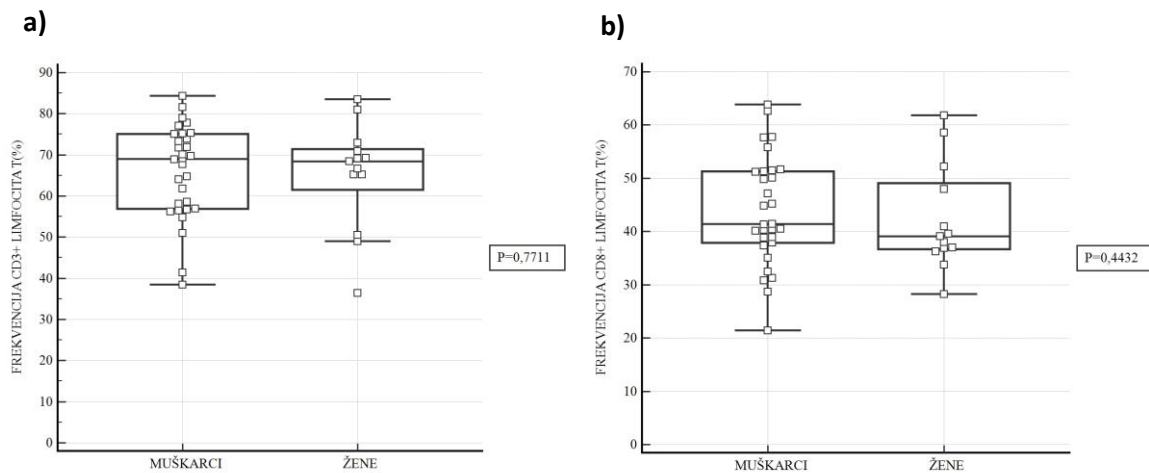 a)
FREKVENCIJA CD3+ LIMFOCITA T(%)
90
80
70
60
50
40
30
20
10
0
MUŠKARCI
ŽENE
P=0,7711
b)
FREKVENCIJA CD8+ LIMFOCITA T(%)
70
60
50
40
30
20
10
0
MUŠKARCI
ŽENE
P=0,4432